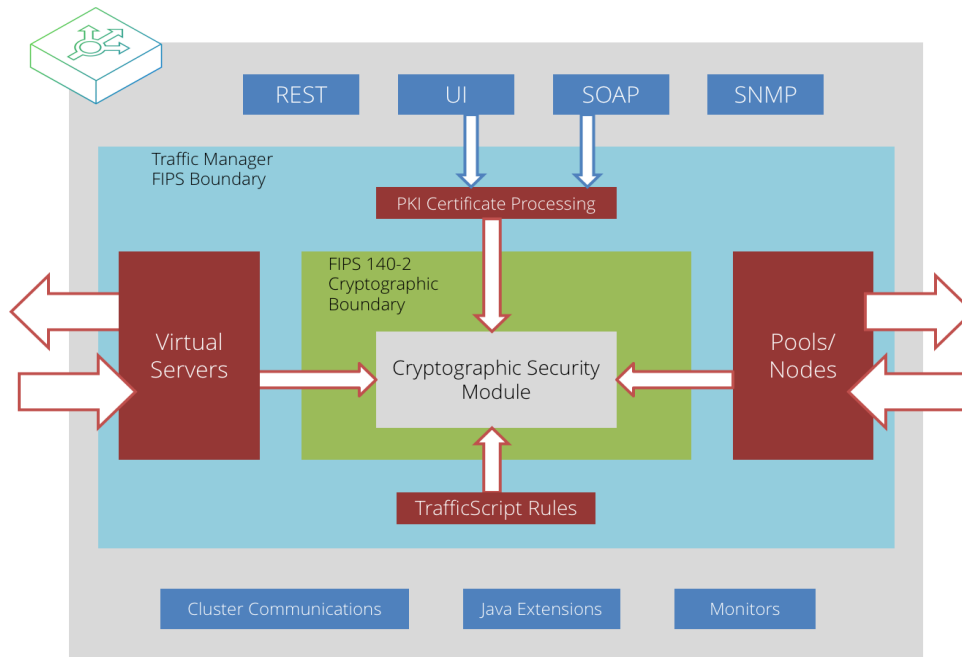 REST
UI
SOAP
SNMP
Traffic Manager
FIPS Boundary
PKI Certificate Processing
FIPS 140-2
Cryptographic
Boundary
Virtual
Servers
Cryptographic Security
Module
Pools/
Nodes
TrafficScript Rules
Cluster Communications
Java Extensions
Monitors